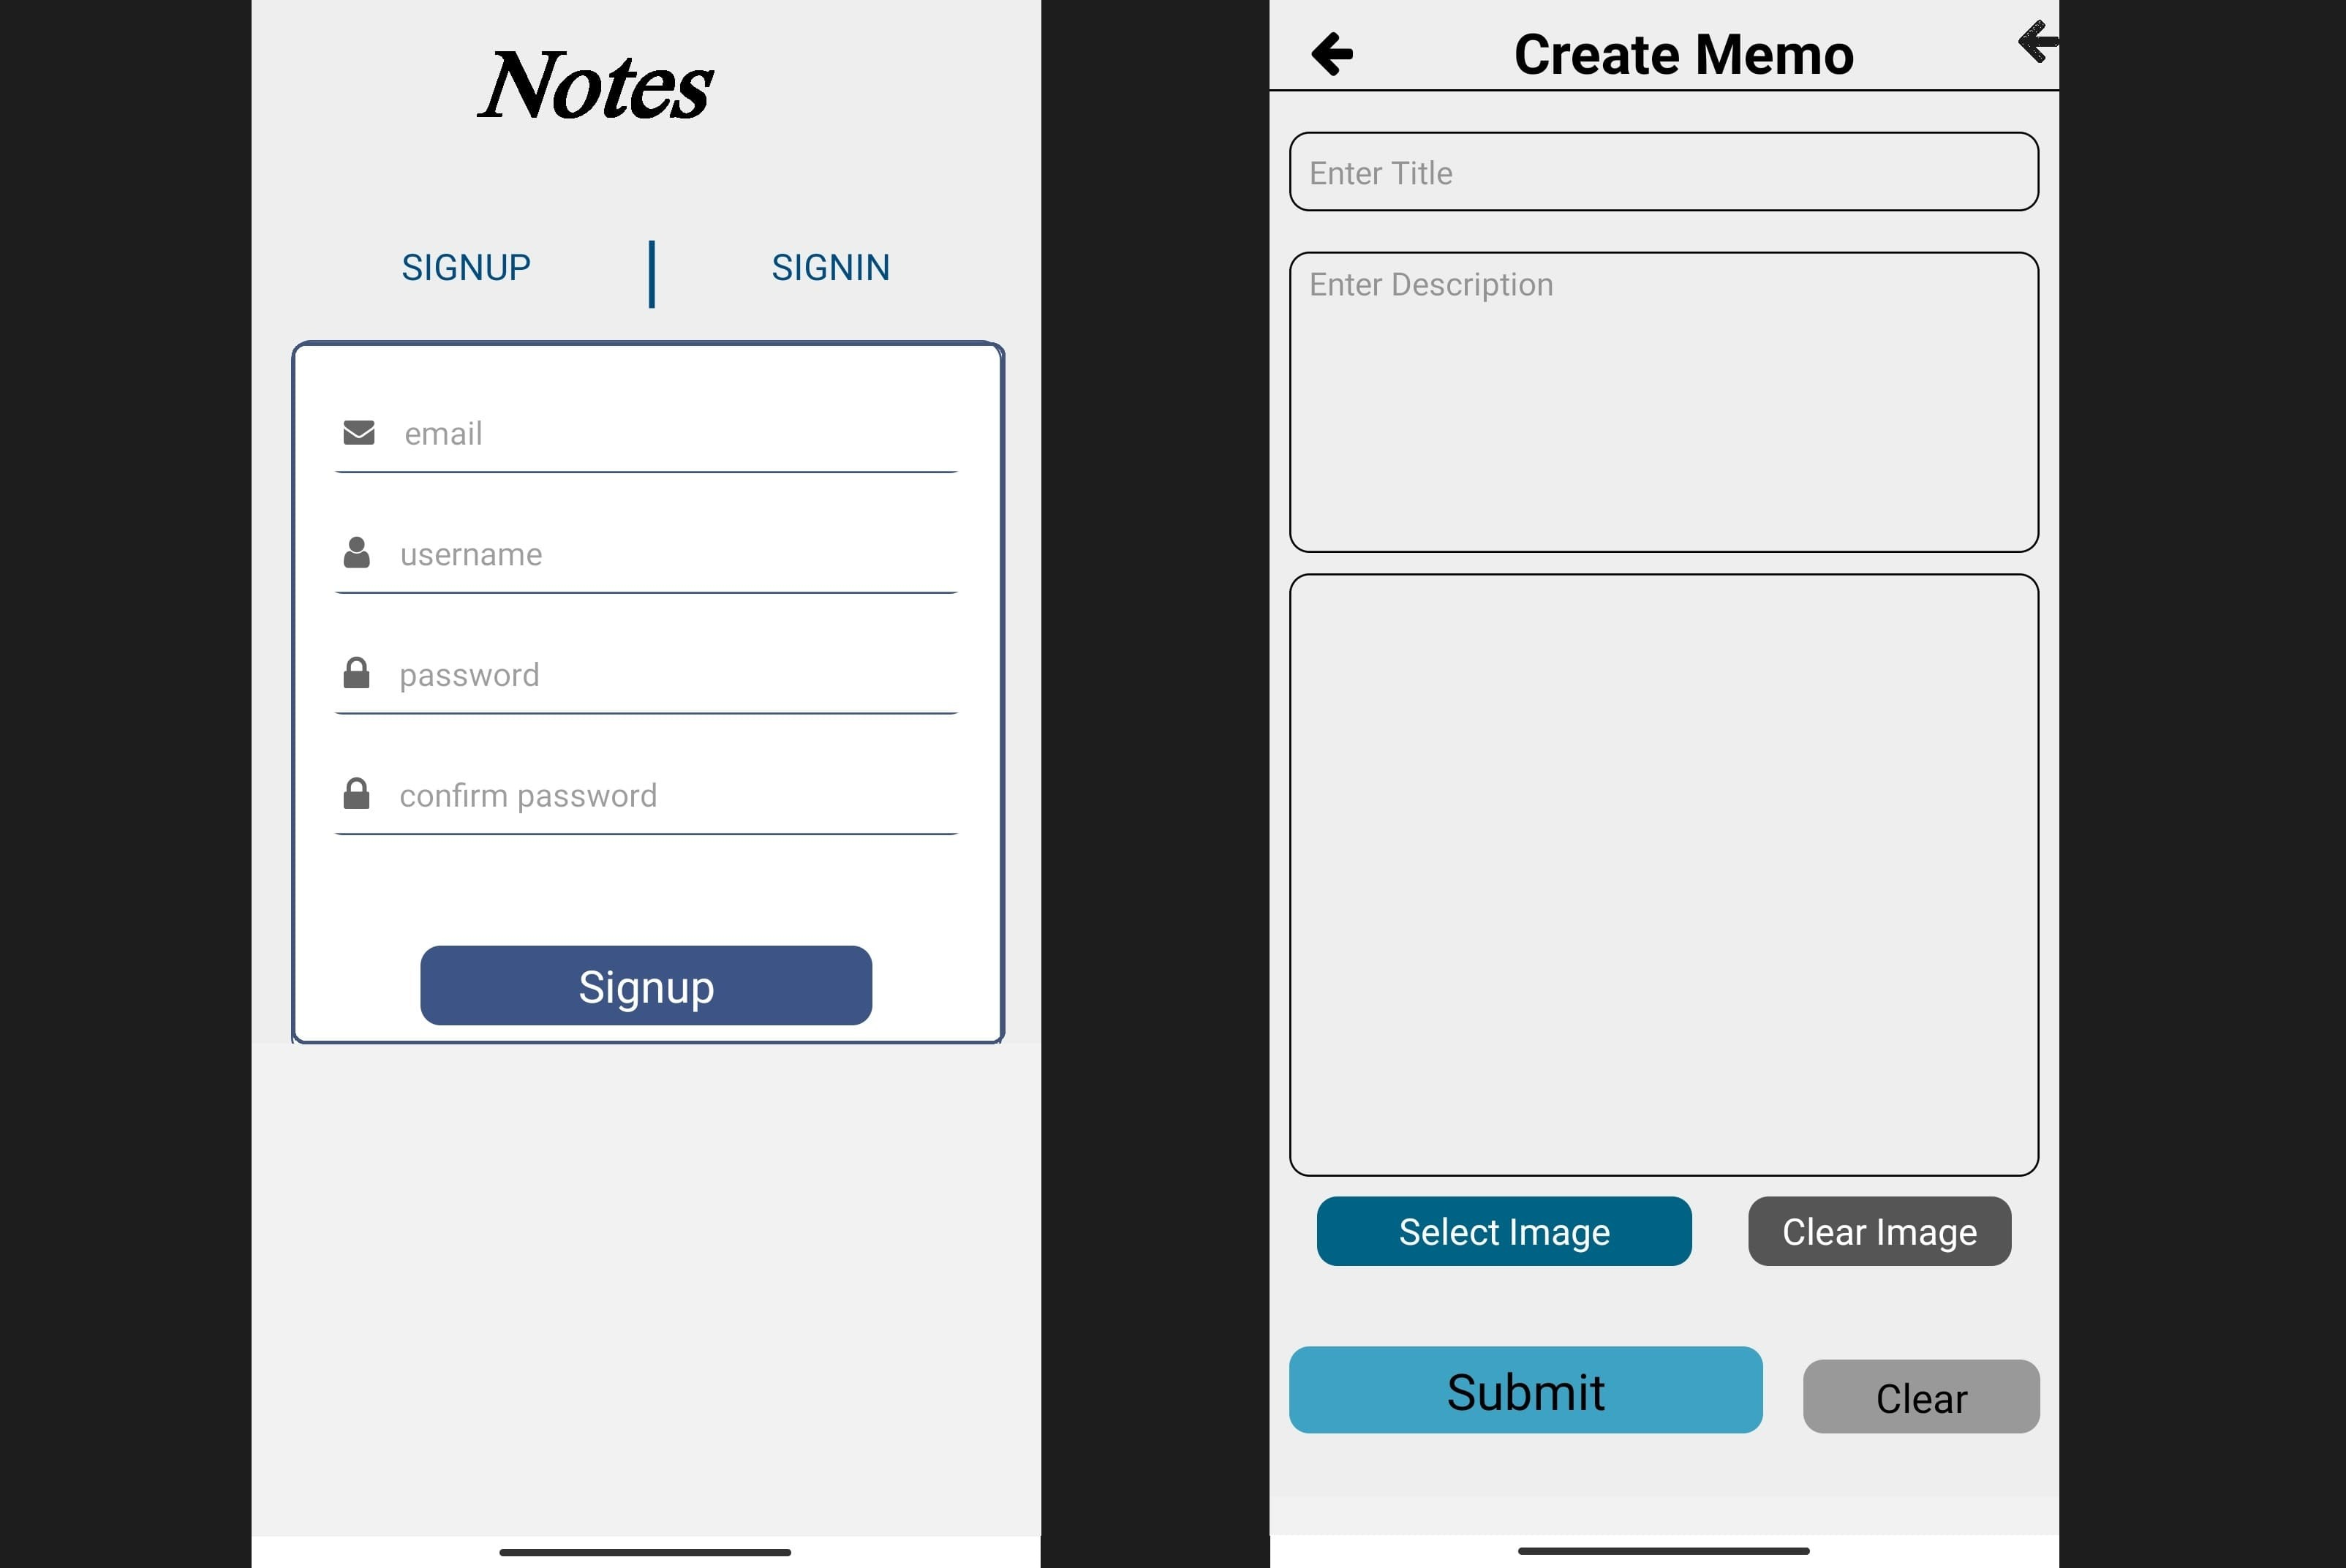 Notes
SIGNUP SIGNIN
email
username
password
confirm password
Signup
Create Memo
Enter Title
Enter Description
Select Image Clear Image
Submit Clear